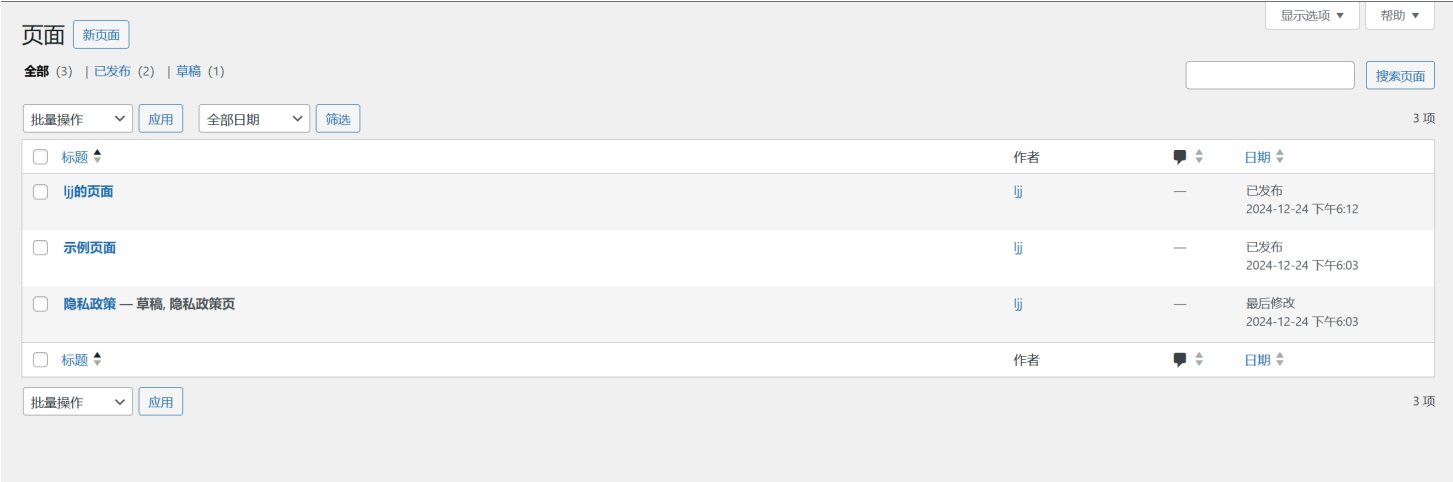 显示选项 帮助
页面 新页面
全部 (3) | 已发布 (2) | 草稿 (1)
搜索页面
批量操作 应用 全部日期 筛选 3 项
标题 作者 日期
ljj的页面 ljj — 已发布
2024-12-24 下午6:12
示例页面 ljj — 已发布
2024-12-24 下午6:03
隐私政策 — 草稿, 隐私政策页 ljj — 最后修改
2024-12-24 下午6:03
标题 作者 日期
批量操作 应用 3 项